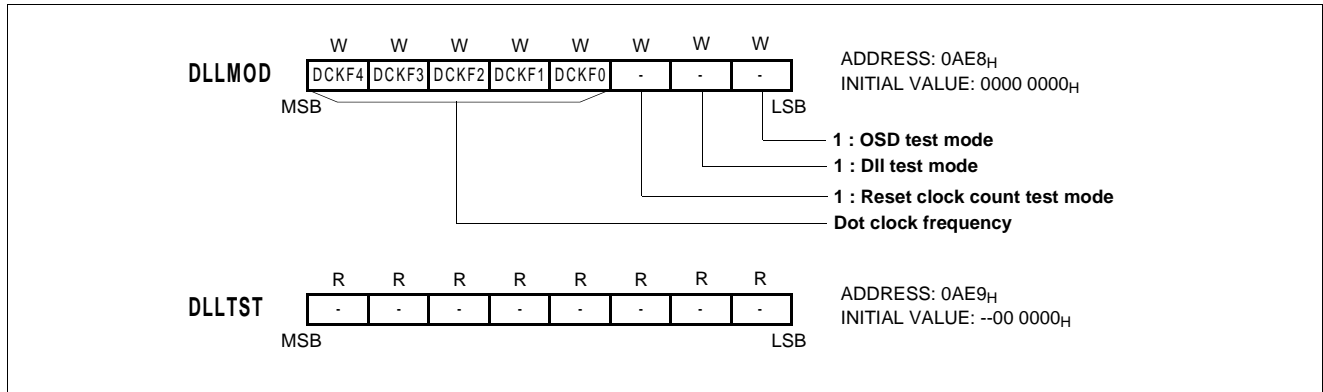 W W W W W W W W
DLLMOD DCKF4 DCKF3 DCKF2 DCKF1 DCKF0 - - -
ADDRESS: 0AE8H
INITIAL VALUE: 0000 0000H
MSB LSB
1 : OSD test mode
1 : Dll test mode
1 : Reset clock count test mode
Dot clock frequency
R R R R R R R R
DLLTST - - - - - - - -
ADDRESS: 0AE9H
INITIAL VALUE: --00 0000H
MSB LSB